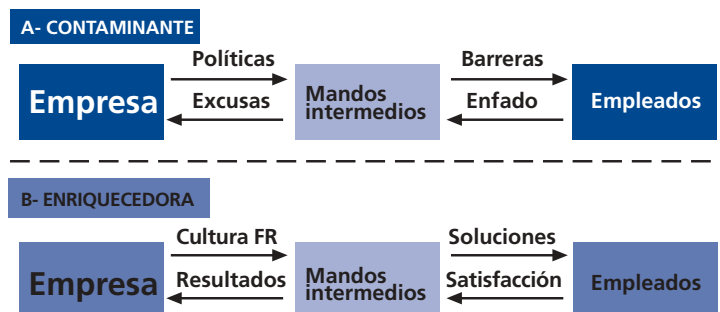 A- CONTAMINANTE
Políticas
Barreras
Empresa
Mandos
intermedios
Empleados
Excusas
Enfado
B- ENRIQUECEDORA
Cultura FR
Soluciones
Empresa
Mandos
intermedios
Empleados
Resultados
Satisfacción